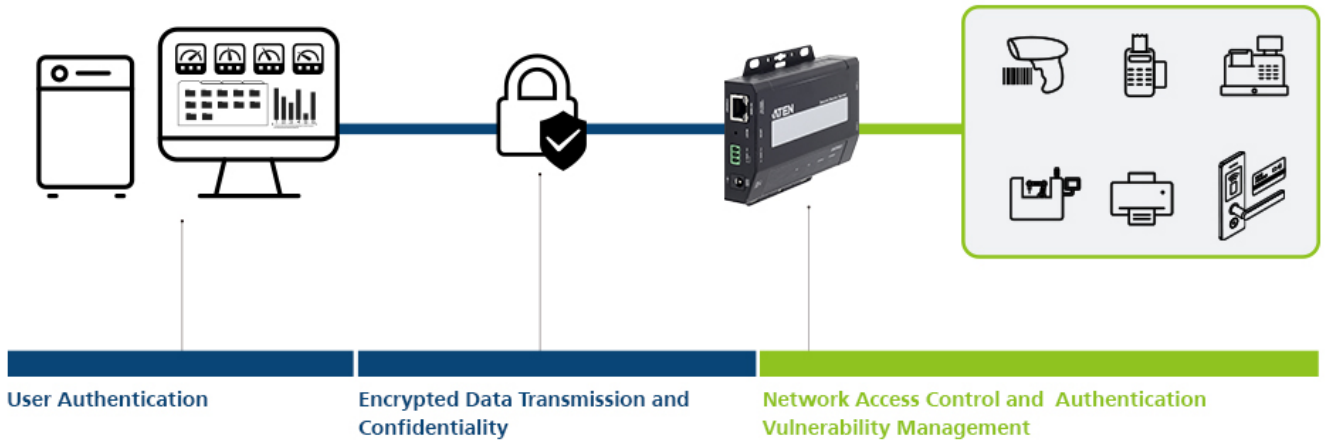 ATEN
User Authentication
Encrypted Data Transmission and
Confidentiality
Network Access Control and Authentication
Vulnerability Management